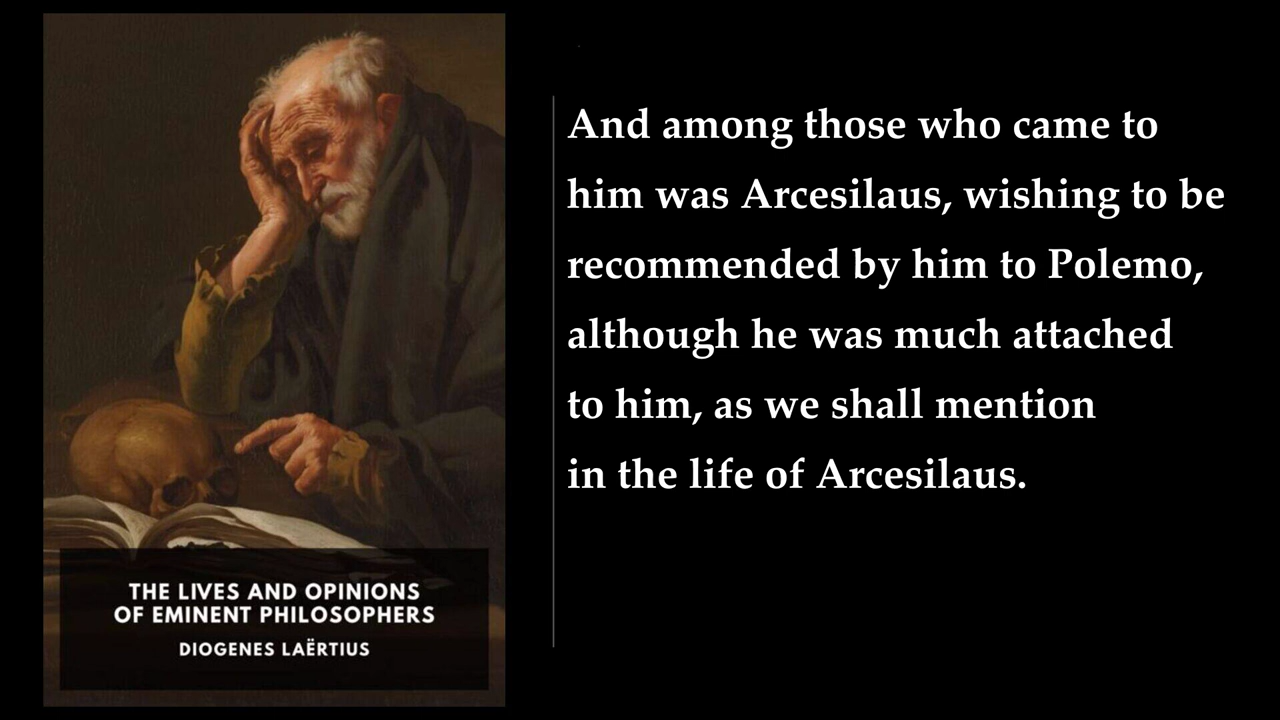 And among those who came to
him was Arcesilaus, wishing to be
recommended by him to Polemo,
although he was much attached
to him, as we shall mention
in the life of Arcesilaus.
THE LIVES AND OPINIONS
OF EMINENT PHILOSOPHERS
DIOGENES LAËRTIUS